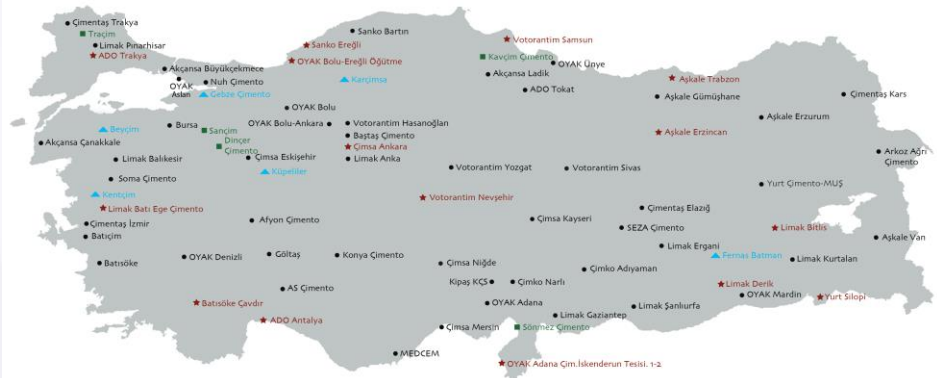 Çimentaş Trakya
Traçim
Limak Pınarhisar
ADO Trakya
Akçansa Büyükçekmece
OYAK
Aslan
Nuh Çimento
Gebze Çimento
Sanko Bartın
Sanko Ereğli
OYAK Bolu-Ereğli Öğütme
Karçimsa
Votorantim Samsun
Kavçim Çimento
OYAK Ünye
Akçansa Ladik
ADO Tokat
Aşkale Trabzon
Aşkale Gümüşhane
Çimentaş Kars
Aşkale Erzurum
Aşkale Erzincan
Arkoz Ağrı
Çimento
OYAK Bolu
OYAK Bolu-Ankara
Votorantim Hasanoğlan
Baştaş Çimento
Çimsa Ankara
Limak Anka
Bevçim
Bursa
Sançim
Dinçer
Çimento
Akçansa Çanakkale
Limak Balıkesir
Çimsa Eskişehir
Küpeliler
Soma Çimento
Kentçim
Limak Batı Ege Çimento
Votorantim Yozgat
Votorantim Sivas
Yurt Çimento-MUŞ
Votorantim Nevşehir
Çimentaş Elazığ
Çimentaş İzmir
Batıçim
Afyon Çimento
Çimsa Kayseri
SEZA Çimento
Limak Bitlis
Aşkale Van
Limak Ergani
Fernas Batman
Limak Kurtalan
Batısöke
OYAK Denizli
Göltaş
Konya Çimento
Çimsa Niğde
Çimko Adıyaman
Kipaş KÇS
Çimko Narlı
Limak Derik
AS Çimento
OYAK Mardin
Yurt Silopi
Batısöke Çavdır
OYAK Adana
Limak Şanlıurfa
Limak Gaziantep
ADO Antalya
Çimsa Mersin
Sönmez Çimento
MEDCEM
OYAK Adana Çim.İskenderun Tesisi. 1-2